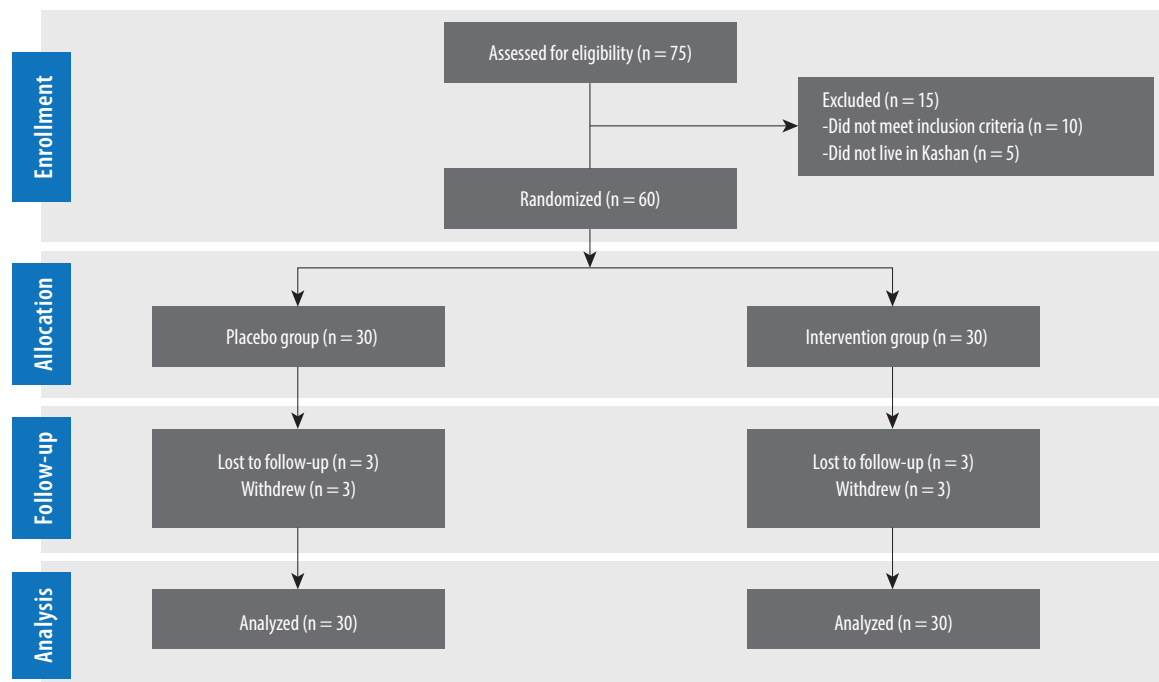 Enrollment
Assessed for eligibility (n = 75)
Excluded (n = 15)
-Did not meet inclusion criteria (n = 10)
-Did not live in Kashan (n = 5)
Randomized (n = 60)
Allocation
Placebo group (n = 30)
Intervention group (n = 30)
Follow-up
Lost to follow-up (n = 3)
Withdrew (n = 3)
Lost to follow-up (n = 3)
Withdrew (n = 3)
Analysis
Analyzed (n = 30)
Analyzed (n = 30)